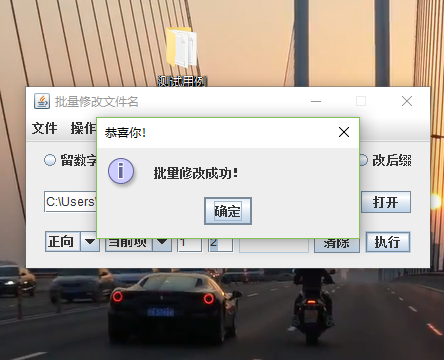 测试用例
批量修改文件名
文件 操作
恭喜你!
留数字
批量修改成功!
改后缀
C:\Users\
打开
确定
正向 当前项 1 2 清除 执行